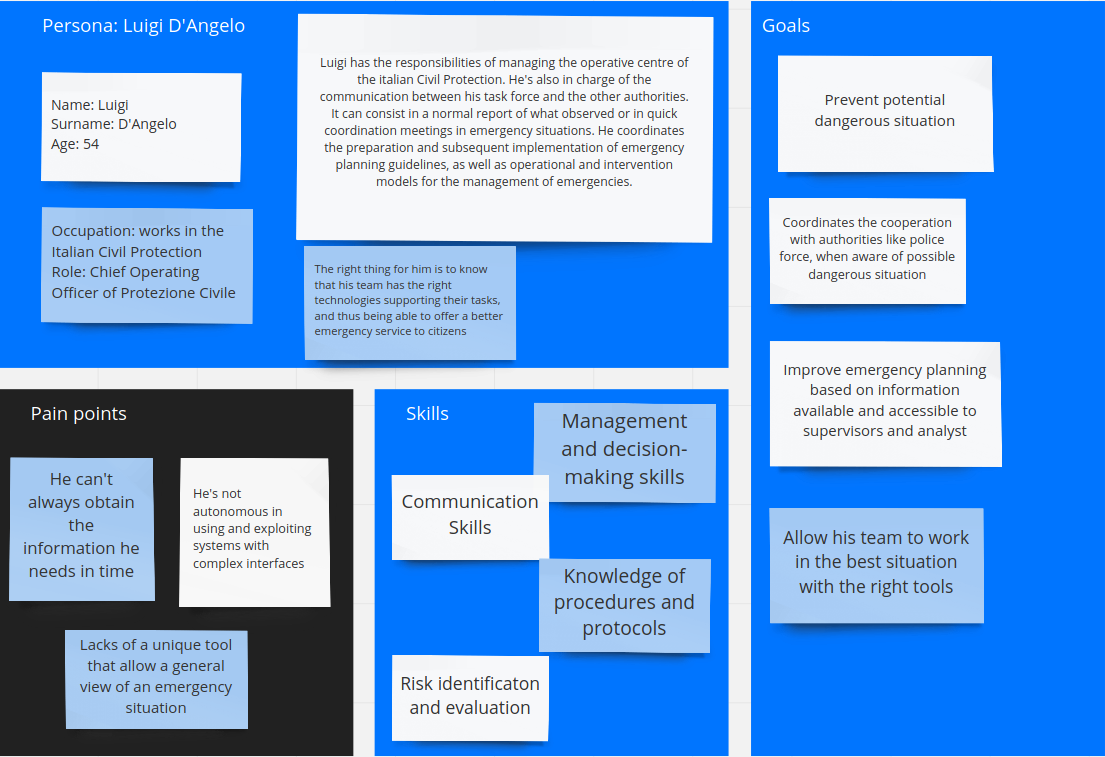 Persona: Luigi D'Angelo
Name: Luigi
Surname: D'Angelo
Age: 54
Occupation: works in the
Italian Civil Protection
Role: Chief Operating
Officer of Protezione Civile
Luigi has the responsibilities of managing the operative centre of
the italian Civil Protection. He's also in charge of the
communication between his task force and the other authorities.
It can consist in a normal report of what observed or in quick
coordination meetings in emergency situations. He coordinates
the preparation and subsequent implementation of emergency
planning guidelines, as well as operational and intervention
models for the management of emergencies.
The right thing for him is to know
that his team has the right
technologies supporting their tasks,
and thus being able to offer a better
emergency service to citizens
Goals
Prevent potential
dangerous situation
Coordinates the cooperation
with authorities like police
force, when aware of possible
dangerous situation
Improve emergency planning
based on information
available and accessible to
supervisors and analyst
Allow his team to work
in the best situation
with the right tools
Pain points
He can't
always obtain
the
information he
needs in time
He's not
autonomous in
using and exploiting
systems with
complex interfaces
Lacks of a unique tool
that allow a general
view of an emergency
situation
Skills
Management
and decision-
making skills
Communication
Skills
Knowledge of
procedures and
protocols
Risk identificaton
and evaluation